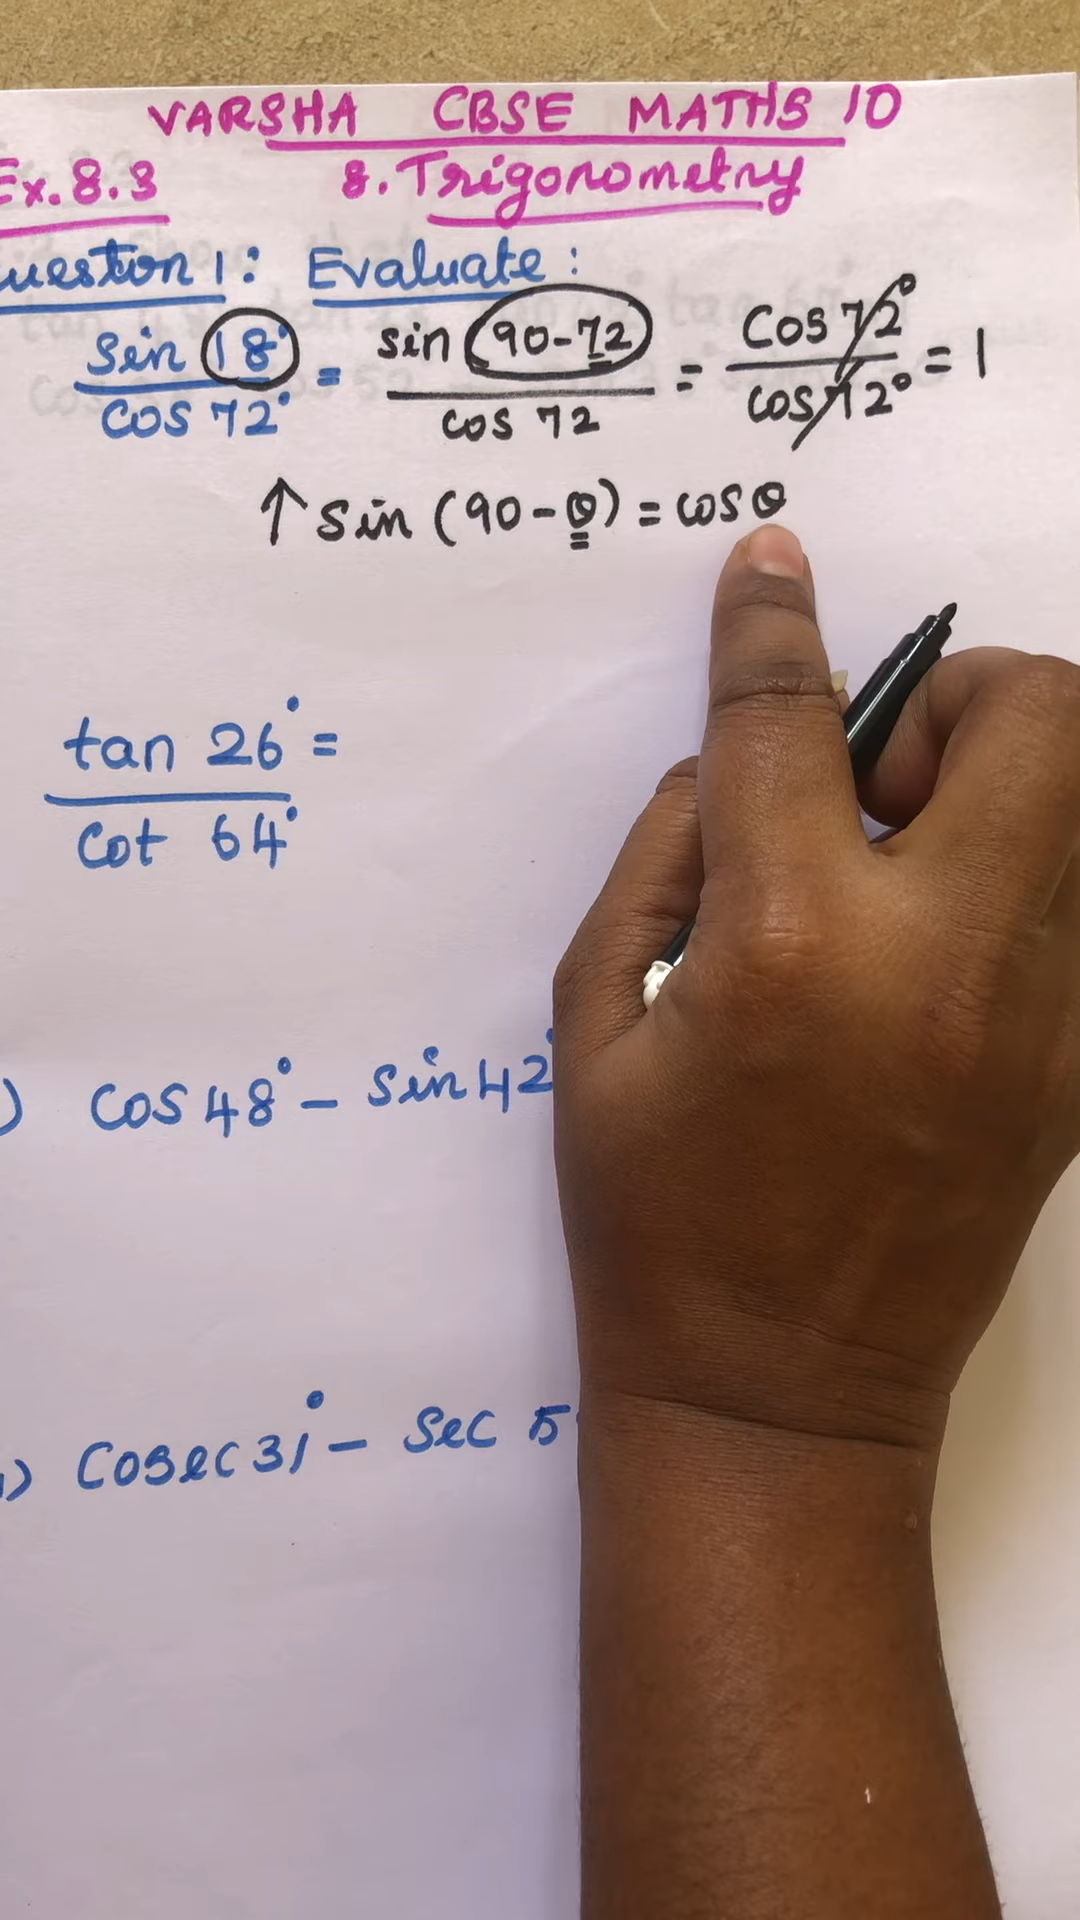 VARSHA CBSE MATHS 10
Ex.8.3 8. Trigonometry
uestion 1: Evaluate:
sin 18° / cos 72° = sin (90-72) / cos 72 = cos 72° / cos 72° = 1
↑ sin (90-θ) = cos θ
tan 26° / cot 64° =
) cos 48° - sin 42°
) cosec 31° - sec 5